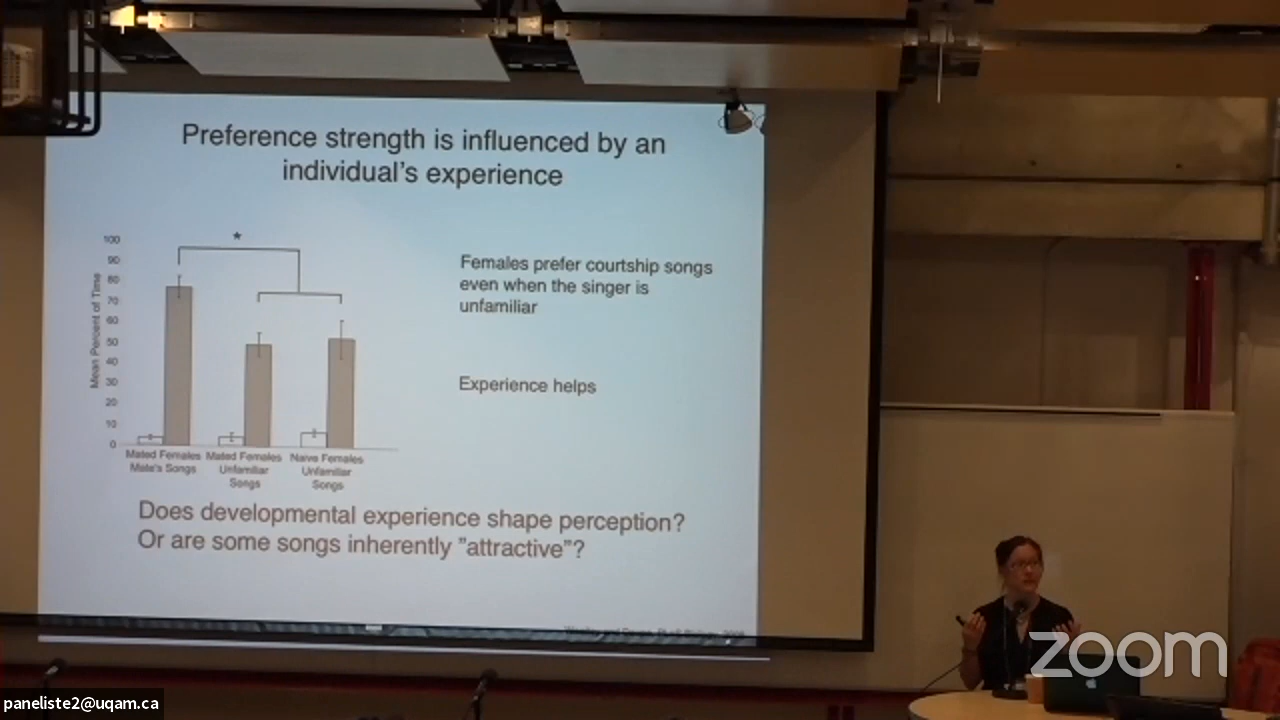 Preference strength is influenced by an
individual's experience
*
100
90
80
70
60
50
40
30
20
10
0
Mean Percent of Time
Mated Females
Mate's Songs
Mated Females
Unfamiliar
Songs
Naive Females
Unfamiliar
Songs
Females prefer courtship songs
even when the singer is
unfamiliar
Experience helps
Does developmental experience shape perception?
Or are some songs inherently "attractive"?
zoom
paneliste2@uqam.ca